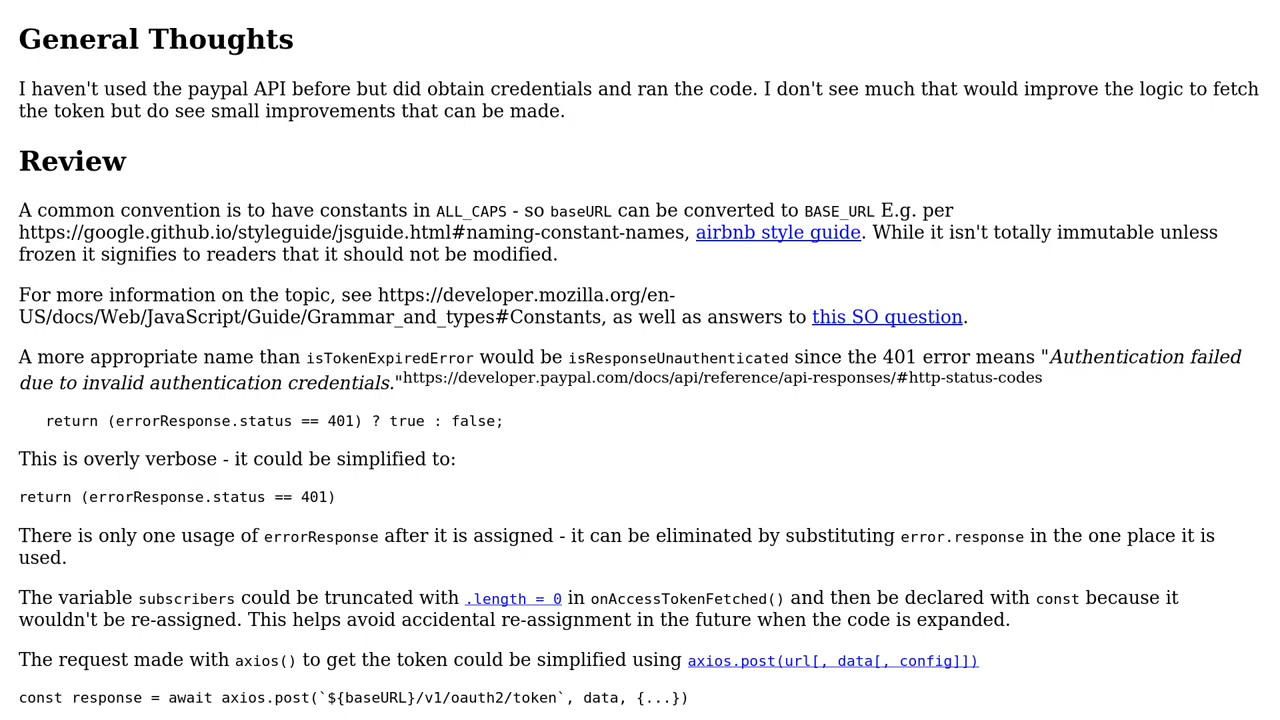 General Thoughts
I haven't used the paypal API before but did obtain credentials and ran the code. I don't see much that would improve the logic to fetch
the token but do see small improvements that can be made.
Review
A common convention is to have constants in ALL_CAPS - so baseURL can be converted to BASE_URL E.g. per
https://google.github.io/styleguide/jsguide.html#naming-constant-names, airbnb style guide. While it isn't totally immutable unless
frozen it signifies to readers that it should not be modified.
For more information on the topic, see https://developer.mozilla.org/en-
US/docs/Web/JavaScript/Guide/Grammar_and_types#Constants, as well as answers to this SO question.
A more appropriate name than isTokenExpiredError would be isResponseUnauthenticated since the 401 error means "Authentication failed
due to invalid authentication credentials."https://developer.paypal.com/docs/api/reference/api-responses/#http-status-codes
return (errorResponse.status == 401) ? true : false;
This is overly verbose - it could be simplified to:
return (errorResponse.status == 401)
There is only one usage of errorResponse after it is assigned - it can be eliminated by substituting error.response in the one place it is
used.
The variable subscribers could be truncated with .length = 0 in onAccessTokenFetched() and then be declared with const because it
wouldn't be re-assigned. This helps avoid accidental re-assignment in the future when the code is expanded.
The request made with axios() to get the token could be simplified using axios.post(url[, data[, config]])
const response = await axios.post(`${baseURL}/v1/oauth2/token`, data, {...})